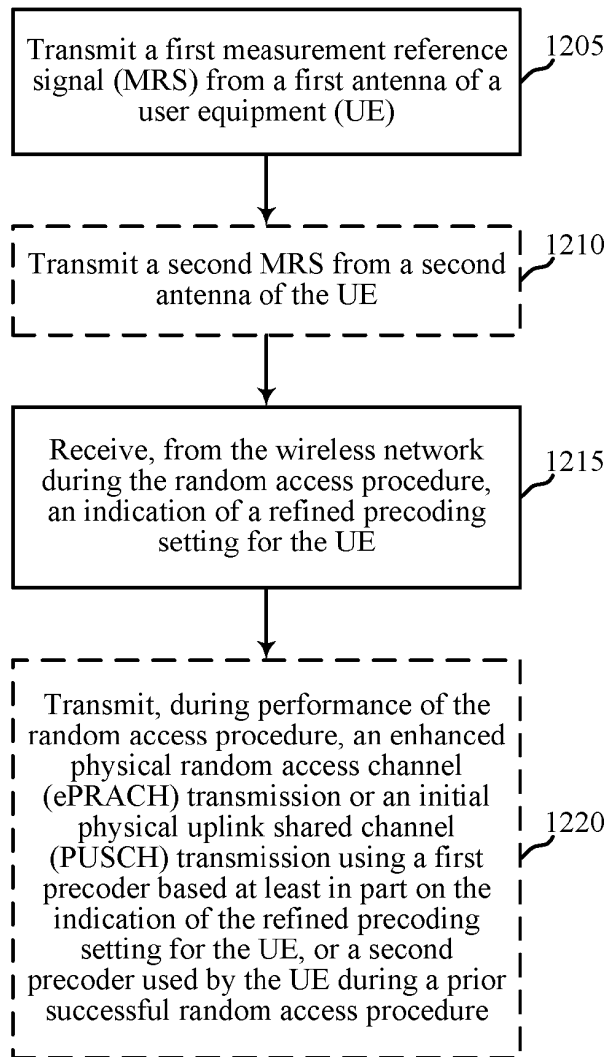 Transmit a first measurement reference
signal (MRS) from a first antenna of a
user equipment (UE)
1205
Transmit a second MRS from a second
antenna of the UE
1210
Receive, from the wireless network
during the random access procedure,
an indication of a refined precoding
setting for the UE
1215
Transmit, during performance of the
random access procedure, an enhanced
physical random access channel
(ePRACH) transmission or an initial
physical uplink shared channel
(PUSCH) transmission using a first
precoder based at least in part on the
indication of the refined precoding
setting for the UE, or a second
precoder used by the UE during a prior
successful random access procedure
1220